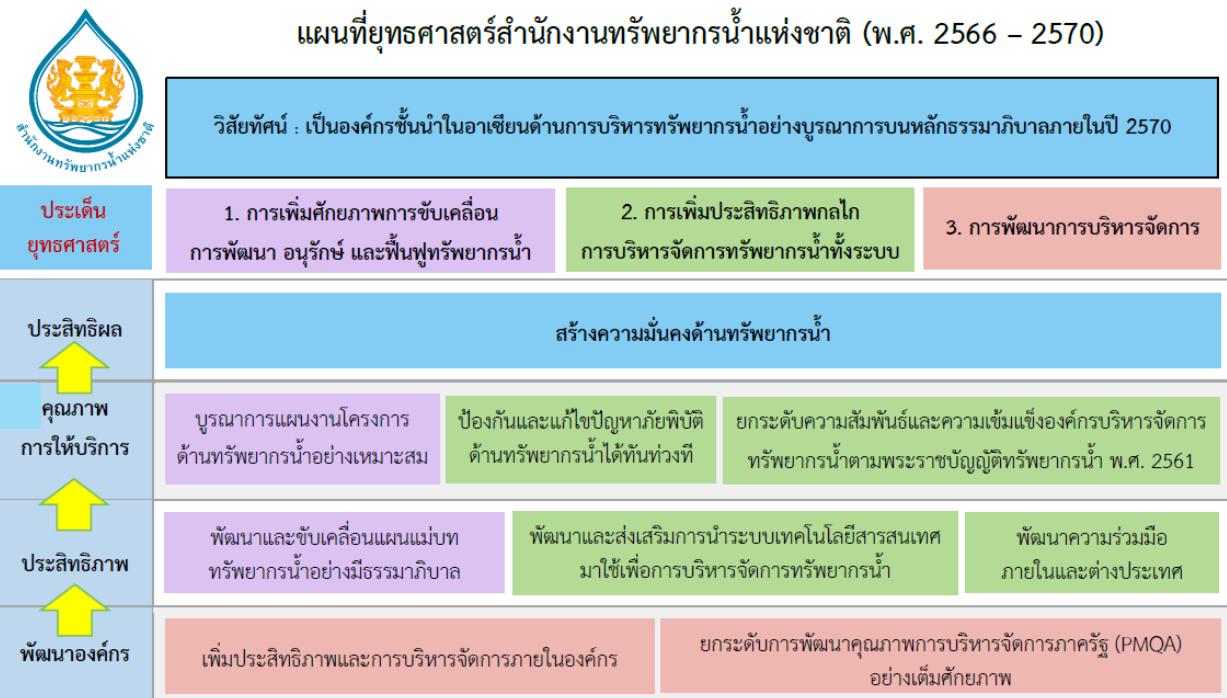 แผนที่ยุทธศาสตร์สำนักงานทรัพยากรน้ำแห่งชาติ (พ.ศ. 2566 – 2570)
สำนักงานทรัพยากรน้ำแห่งชาติ
วิสัยทัศน์ : เป็นองค์กรชั้นนำในอาเซียนด้านการบริหารทรัพยากรน้ำอย่างบูรณาการบนหลักธรรมาภิบาลภายในปี 2570
ประเด็น
ยุทธศาสตร์
1. การเพิ่มศักยภาพการขับเคลื่อน
การพัฒนา อนุรักษ์ และฟื้นฟูทรัพยากรน้ำ
2. การเพิ่มประสิทธิภาพกลไก
การบริหารจัดการทรัพยากรน้ำทั้งระบบ
3. การพัฒนาการบริหารจัดการ
ประสิทธิผล
สร้างความมั่นคงด้านทรัพยากรน้ำ
คุณภาพ
การให้บริการ
บูรณาการแผนงานโครงการ
ด้านทรัพยากรน้ำอย่างเหมาะสม
ป้องกันและแก้ไขปัญหาภัยพิบัติ
ด้านทรัพยากรน้ำได้ทันท่วงที
ยกระดับความสัมพันธ์และความเข้มแข็งองค์กรบริหารจัดการ
ทรัพยากรน้ำตามพระราชบัญญัติทรัพยากรน้ำ พ.ศ. 2561
ประสิทธิภาพ
พัฒนาและขับเคลื่อนแผนแม่บท
ทรัพยากรน้ำอย่างมีธรรมาภิบาล
พัฒนาและส่งเสริมการนำระบบเทคโนโลยีสารสนเทศ
มาใช้เพื่อการบริหารจัดการทรัพยากรน้ำ
พัฒนาความร่วมมือ
ภายในและต่างประเทศ
พัฒนาองค์กร
เพิ่มประสิทธิภาพและการบริหารจัดการภายในองค์กร
ยกระดับการพัฒนาคุณภาพการบริหารจัดการภาครัฐ (PMQA)
อย่างเต็มศักยภาพ